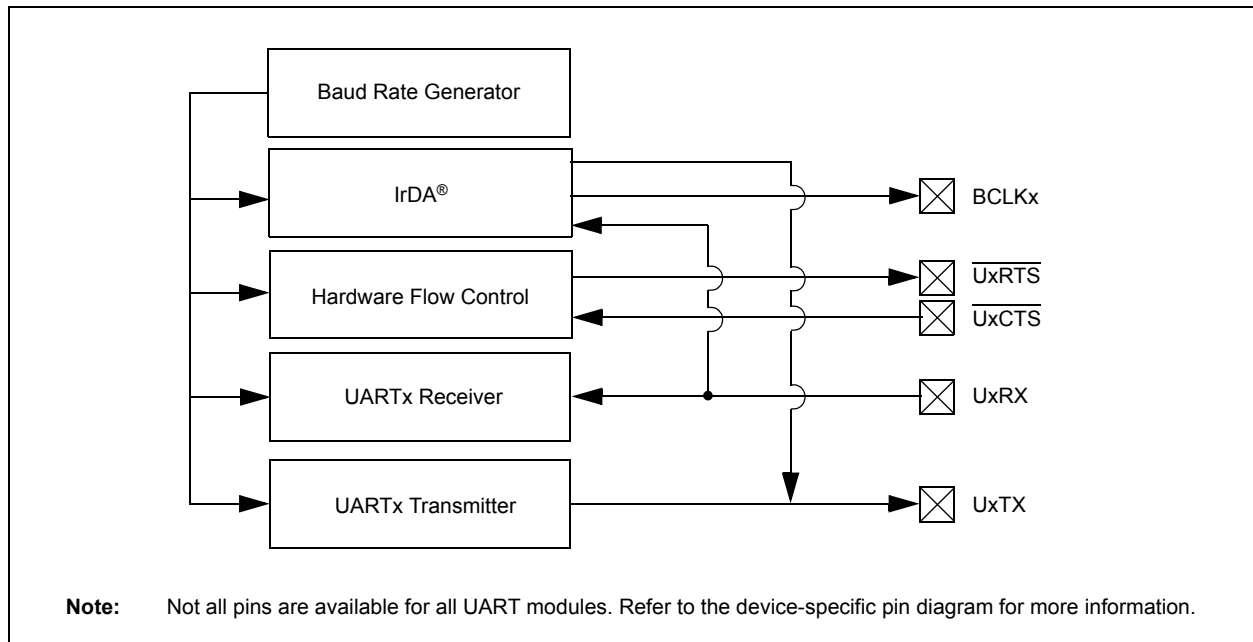 Baud Rate Generator
IrDA®
BCLKx
Hardware Flow Control
UxRTS
UxCTS
UARTx Receiver
UxRX
UARTx Transmitter
UxTX
Note: Not all pins are available for all UART modules. Refer to the device-specific pin diagram for more information.